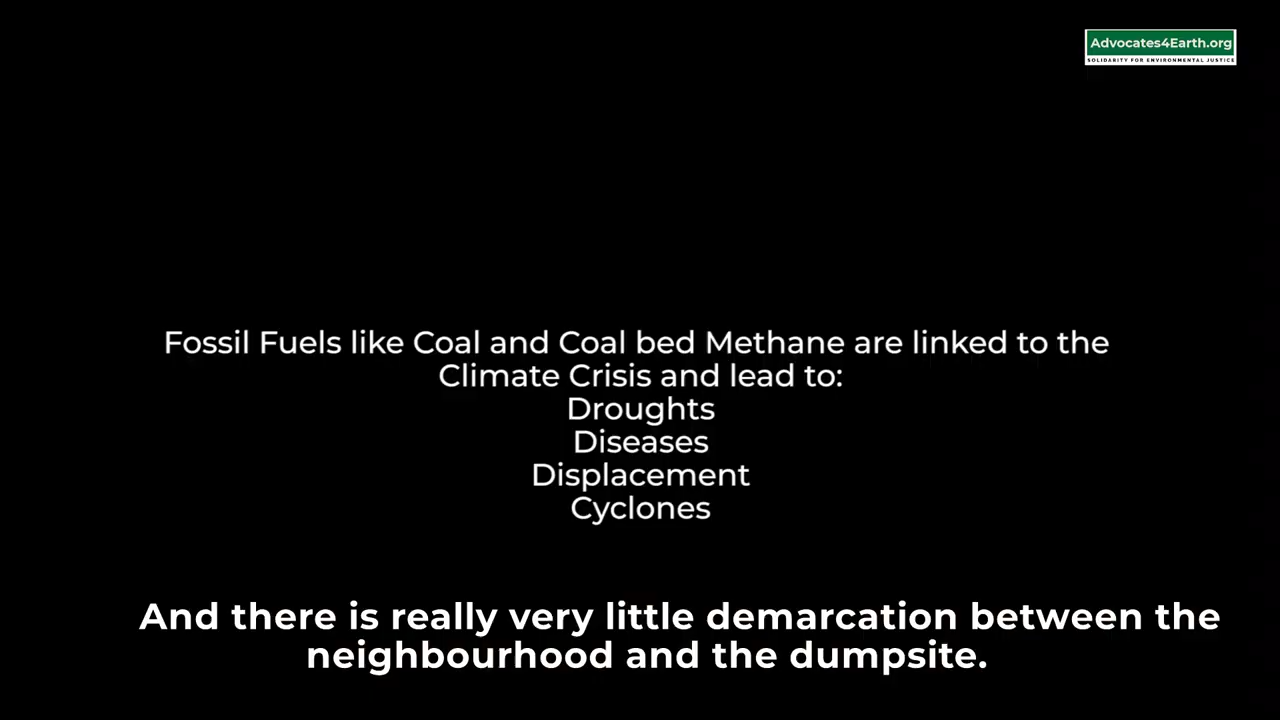 Advocates4Earth.org
SOLIDARITY FOR ENVIRONMENTAL JUSTICE
Fossil Fuels like Coal and Coal bed Methane are linked to the
Climate Crisis and lead to:
Droughts
Diseases
Displacement
Cyclones
And there is really very little demarcation between the
neighbourhood and the dumpsite.